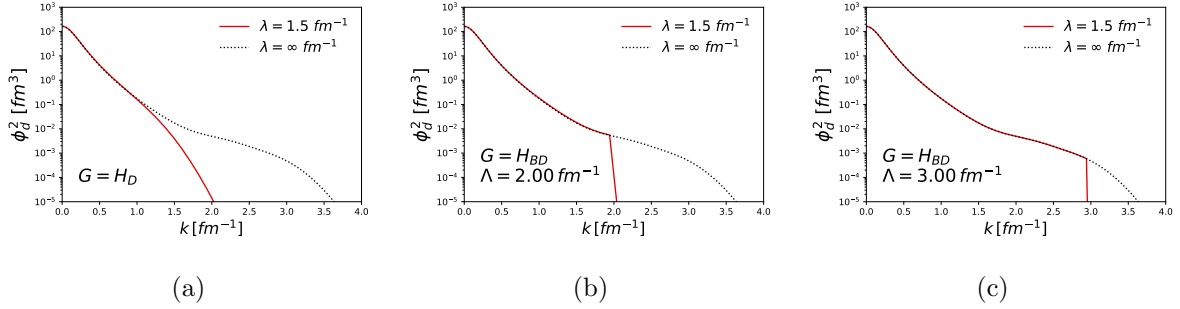 10³
10²
10¹
10⁰
10⁻¹
10⁻²
10⁻³
10⁻⁴
10⁻⁵
ϕ_d² [fm³]
λ = 1.5 fm⁻¹
λ = ∞ fm⁻¹
G = H_D
0.0 0.5 1.0 1.5 2.0 2.5 3.0 3.5 4.0
k [fm⁻¹]
(a)
10³
10²
10¹
10⁰
10⁻¹
10⁻²
10⁻³
10⁻⁴
10⁻⁵
ϕ_d² [fm³]
λ = 1.5 fm⁻¹
λ = ∞ fm⁻¹
G = H_BD
Λ = 2.00 fm⁻¹
0.0 0.5 1.0 1.5 2.0 2.5 3.0 3.5 4.0
k [fm⁻¹]
(b)
10³
10²
10¹
10⁰
10⁻¹
10⁻²
10⁻³
10⁻⁴
10⁻⁵
ϕ_d² [fm³]
λ = 1.5 fm⁻¹
λ = ∞ fm⁻¹
G = H_BD
Λ = 3.00 fm⁻¹
0.0 0.5 1.0 1.5 2.0 2.5 3.0 3.5 4.0
k [fm⁻¹]
(c)